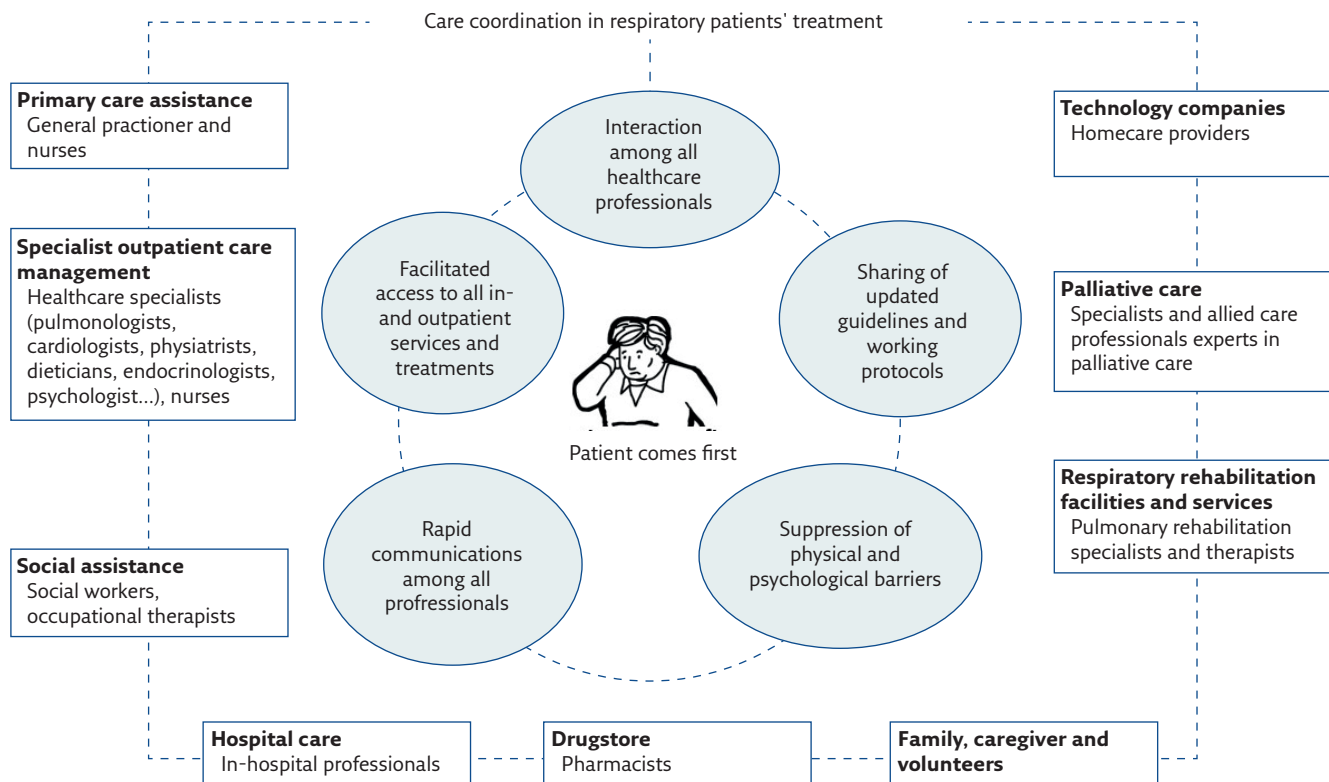 Care coordination in respiratory patients' treatment
Primary care assistance
General practioner and
nurses
Specialist outpatient care
management
Healthcare specialists
(pulmonologists,
cardiologists, physiatrists,
dieticians, endocrinologists,
psychologist...), nurses
Social assistance
Social workers,
occupational therapists
Interaction
among all
healthcare
professionals
Facilitated
access to all in-
and outpatient
services and
treatments
Sharing of
updated
guidelines and
working
protocols
Patient comes first
Rapid
communications
among all
profressionals
Suppression of
physical and
psychological barriers
Technology companies
Homecare providers
Palliative care
Specialists and allied care
professionals experts in
palliative care
Respiratory rehabilitation
facilities and services
Pulmonary rehabilitation
specialists and therapists
Hospital care
In-hospital professionals
Drugstore
Pharmacists
Family, caregiver and
volunteers